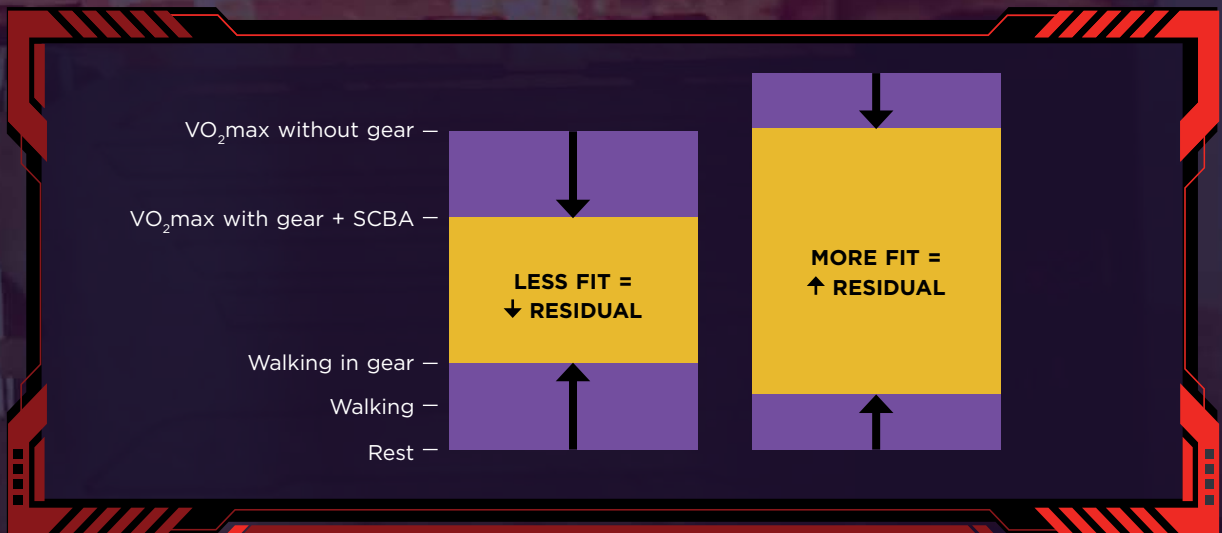 VO₂max without gear
VO₂max with gear + SCBA
LESS FIT =
↓ RESIDUAL
MORE FIT =
↑ RESIDUAL
Walking in gear
Walking
Rest